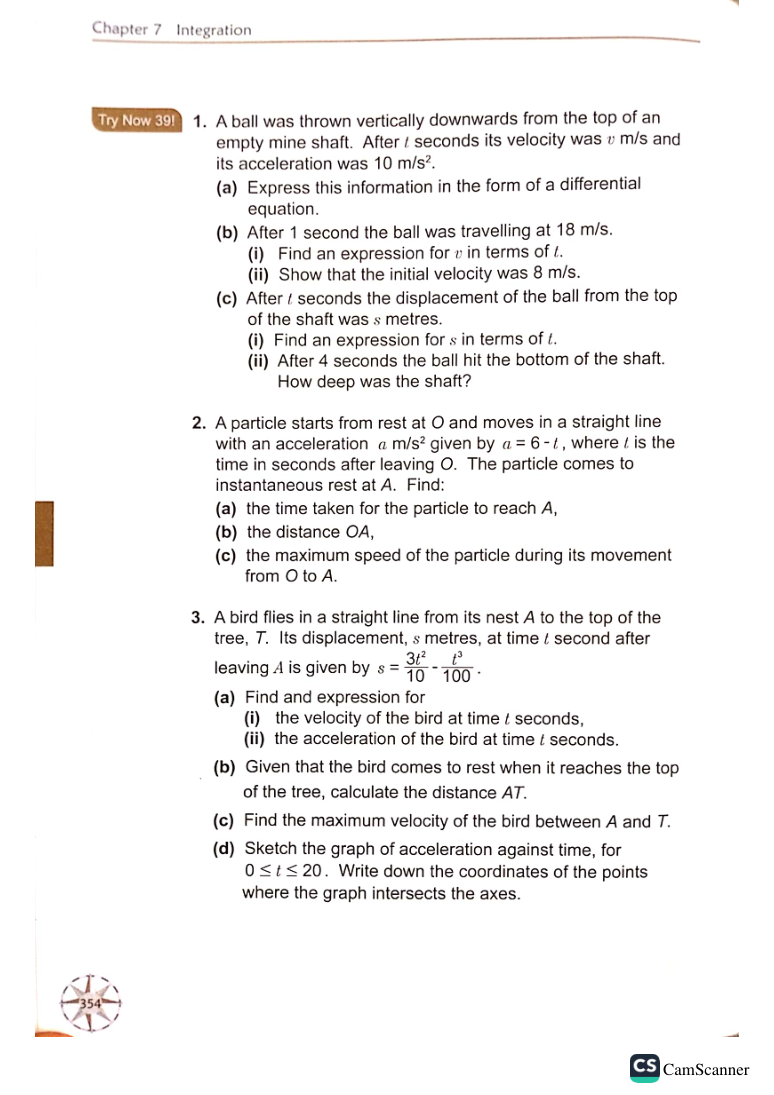 Chapter 7 Integration
Try Now 39! 1. A ball was thrown vertically downwards from the top of an
empty mine shaft. After t seconds its velocity was v m/s and
its acceleration was 10 m/s².
(a) Express this information in the form of a differential
equation.
(b) After 1 second the ball was travelling at 18 m/s.
(i) Find an expression for v in terms of t.
(ii) Show that the initial velocity was 8 m/s.
(c) After t seconds the displacement of the ball from the top
of the shaft was s metres.
(i) Find an expression for s in terms of t.
(ii) After 4 seconds the ball hit the bottom of the shaft.
How deep was the shaft?
2. A particle starts from rest at O and moves in a straight line
with an acceleration a m/s² given by a = 6 - t, where t is the
time in seconds after leaving O. The particle comes to
instantaneous rest at A. Find:
(a) the time taken for the particle to reach A,
(b) the distance OA,
(c) the maximum speed of the particle during its movement
from O to A.
3. A bird flies in a straight line from its nest A to the top of the
tree, T. Its displacement, s metres, at time t second after
leaving A is given by s = 3t²/10 - t³/100.
(a) Find and expression for
(i) the velocity of the bird at time t seconds,
(ii) the acceleration of the bird at time t seconds.
(b) Given that the bird comes to rest when it reaches the top
of the tree, calculate the distance AT.
(c) Find the maximum velocity of the bird between A and T.
(d) Sketch the graph of acceleration against time, for
0 ≤ t ≤ 20. Write down the coordinates of the points
where the graph intersects the axes.
354
CS CamScanner